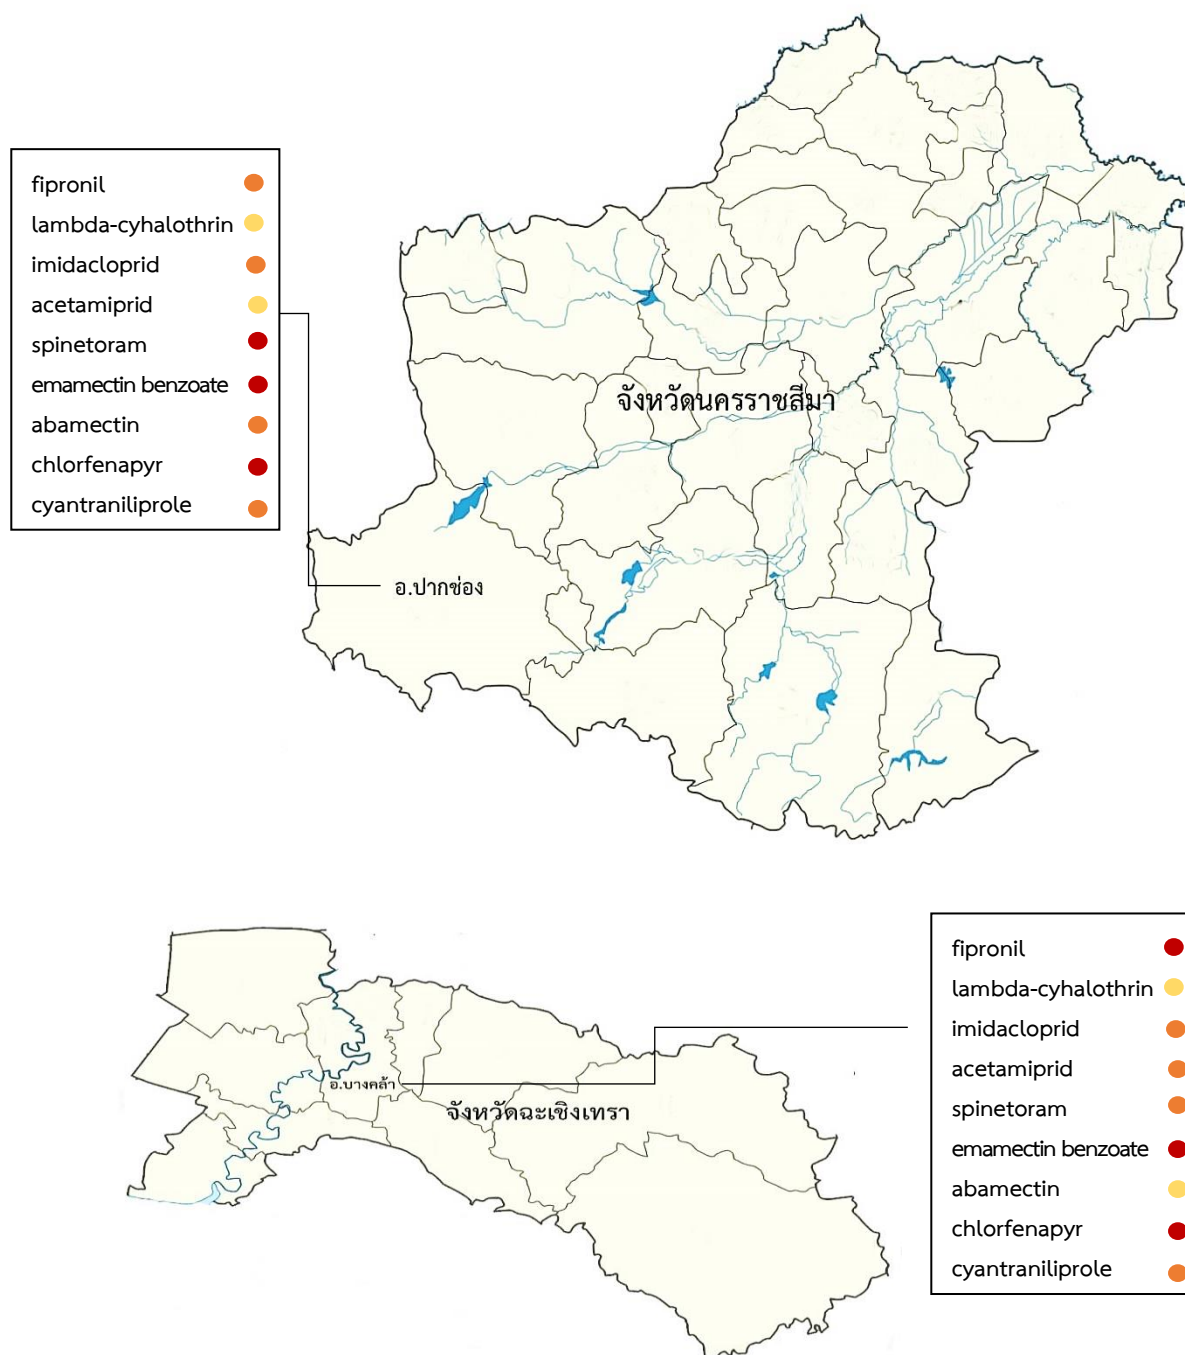 fipronil
lambda-cyhalothrin
imidacloprid
acetamiprid
spinetoram
emamectin benzoate
abamectin
chlorfenapyr
cyantraniliprole
จังหวัดนครราชสีมา
อ.ปากช่อง
fipronil
lambda-cyhalothrin
imidacloprid
acetamiprid
spinetoram
emamectin benzoate
abamectin
chlorfenapyr
cyantraniliprole
อ.บางคล้า
จังหวัดฉะเชิงเทรา